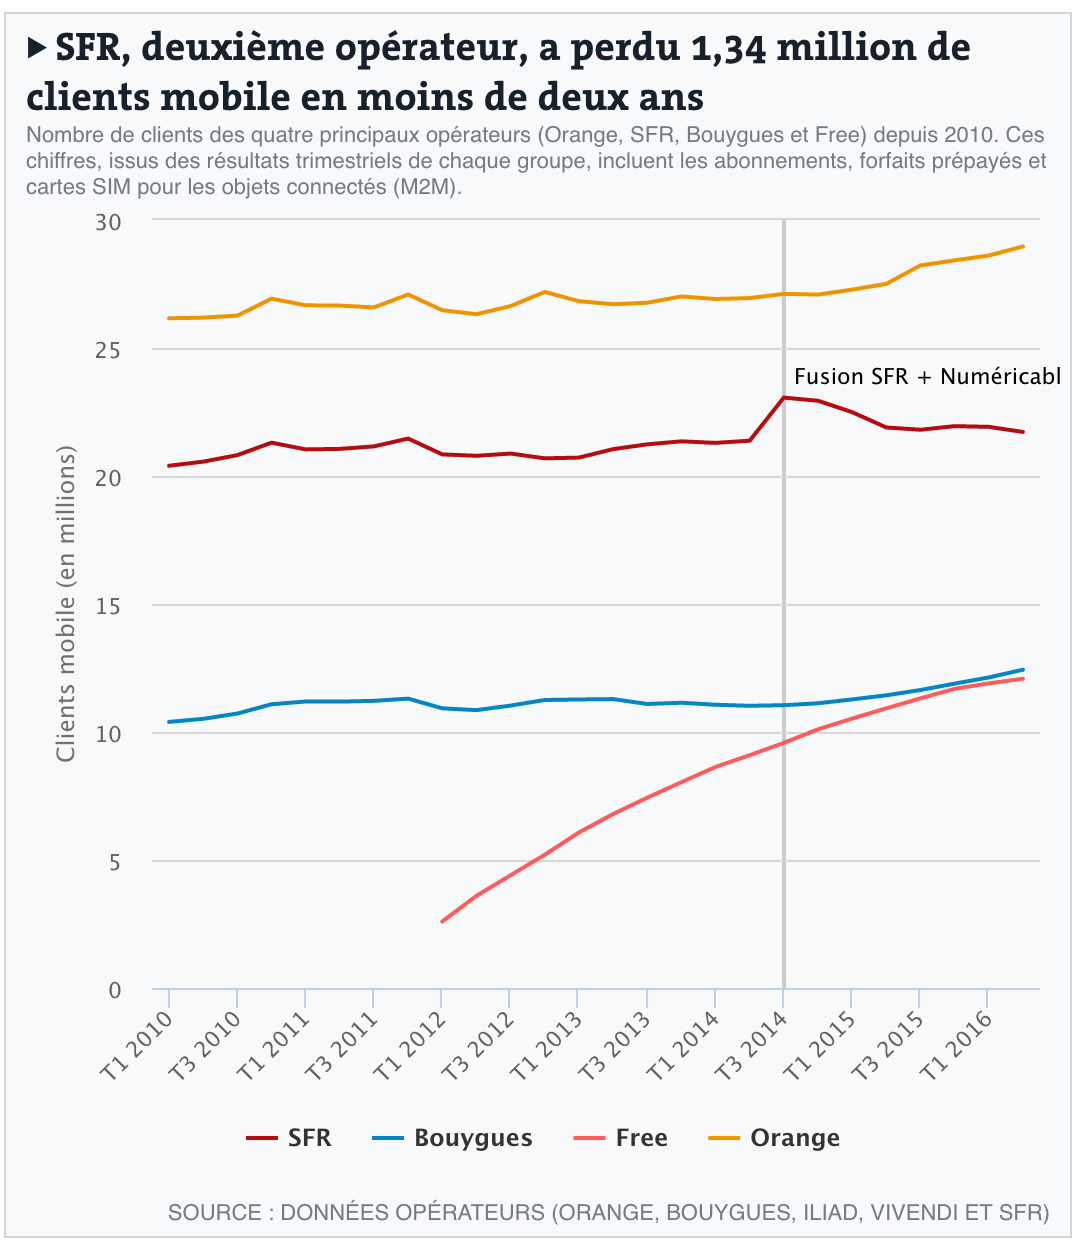 ▶ SFR, deuxième opérateur, a perdu 1,34 million de
clients mobile en moins de deux ans
Nombre de clients des quatre principaux opérateurs (Orange, SFR, Bouygues et Free) depuis 2010. Ces
chiffres, issus des résultats trimestriels de chaque groupe, incluent les abonnements, forfaits prépayés et
cartes SIM pour les objets connectés (M2M).
Clients mobile (en millions)
30
25
20
15
10
5
0
Fusion SFR + Numéricabl
T1 2010
T3 2010
T1 2011
T3 2011
T1 2012
T3 2012
T1 2013
T3 2013
T1 2014
T3 2014
T1 2015
T3 2015
T1 2016
SFR
Bouygues
Free
Orange
SOURCE : DONNÉES OPÉRATEURS (ORANGE, BOUYGUES, ILIAD, VIVENDI ET SFR)